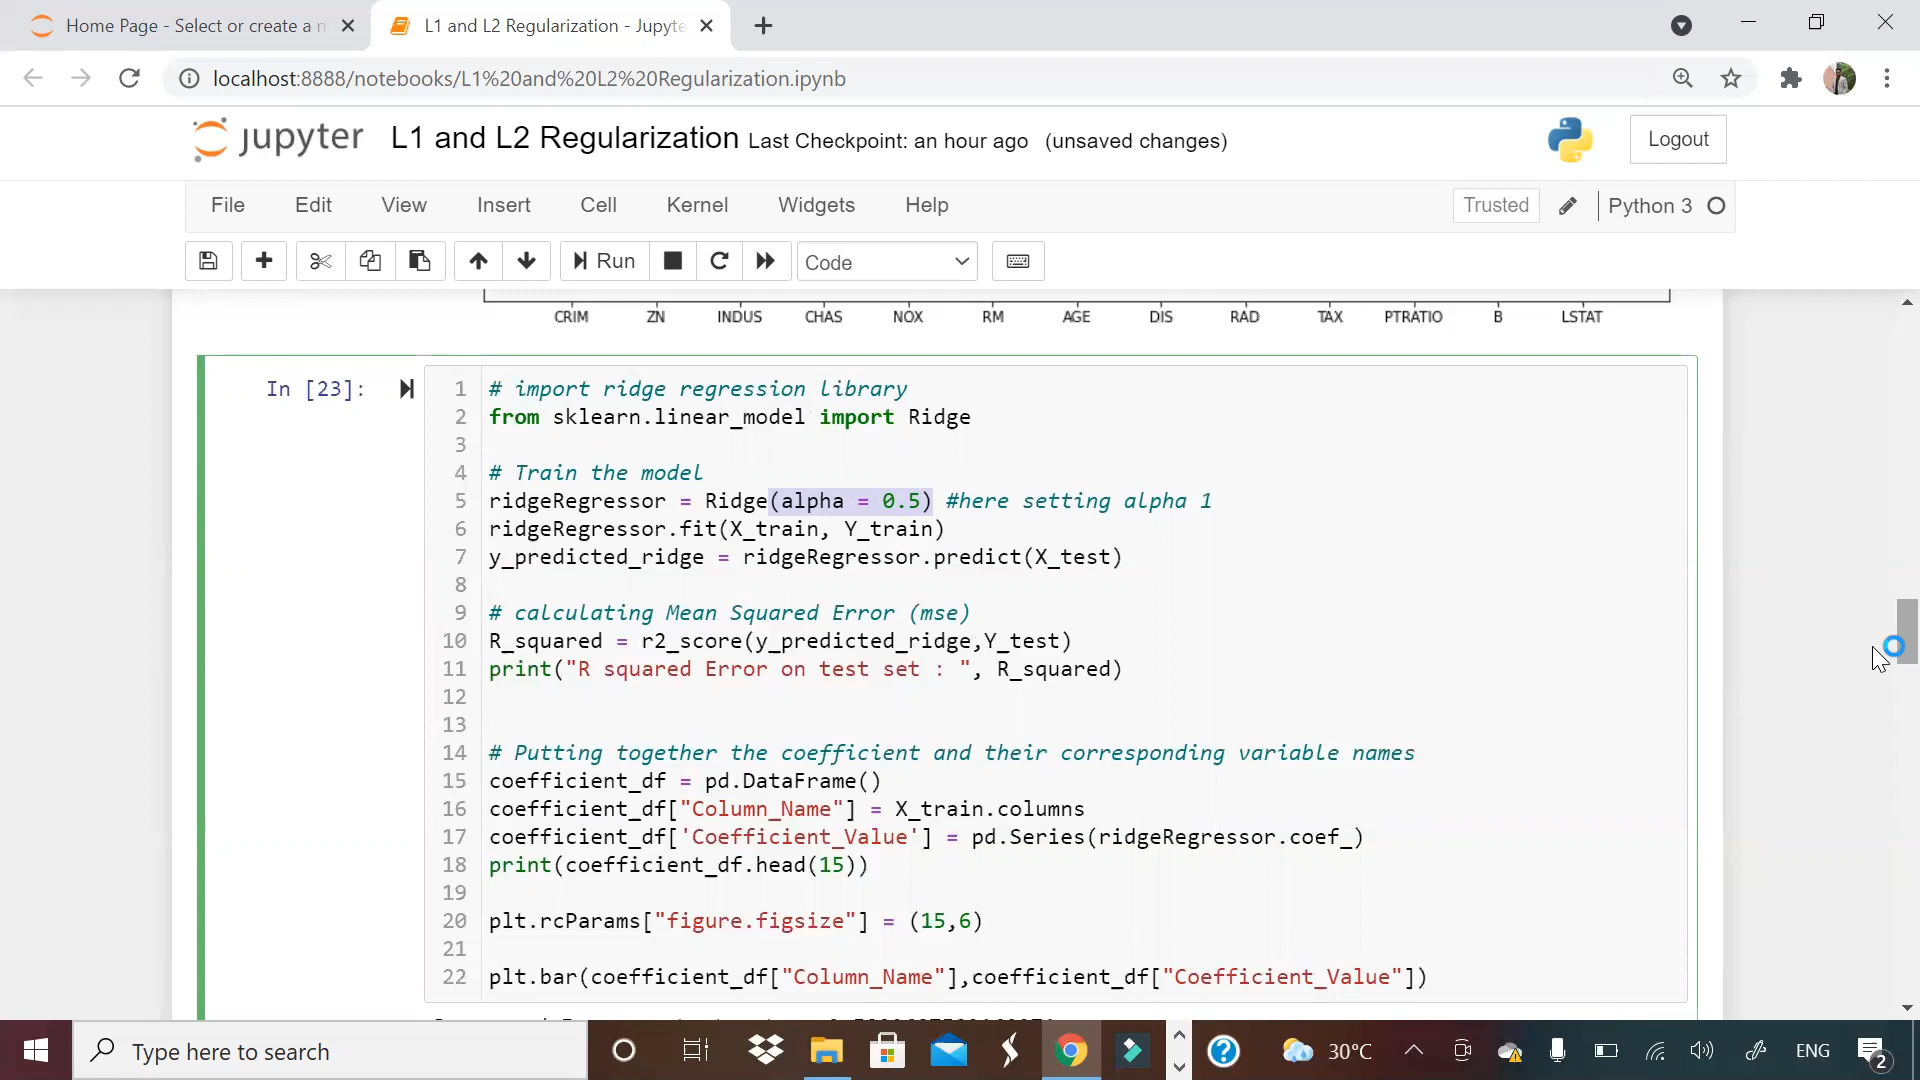 Home Page - Select or create a n
L1 and L2 Regularization - Jupyte
localhost:8888/notebooks/L1%20and%20L2%20Regularization.ipynb
jupyter L1 and L2 Regularization Last Checkpoint: an hour ago (unsaved changes)
Logout
File Edit View Insert Cell Kernel Widgets Help
Trusted
Python 3
Run
Code
CRIM ZN INDUS CHAS NOX RM AGE DIS RAD TAX PTRATIO B LSTAT
In [23]:
1 # import ridge regression library
2 from sklearn.linear_model import Ridge
3
4 # Train the model
5 ridgeRegressor = Ridge(alpha = 0.5) #here setting alpha 1
6 ridgeRegressor.fit(X_train, Y_train)
7 y_predicted_ridge = ridgeRegressor.predict(X_test)
8
9 # calculating Mean Squared Error (mse)
10 R_squared = r2_score(y_predicted_ridge,Y_test)
11 print("R squared Error on test set : ", R_squared)
12
13
14 # Putting together the coefficient and their corresponding variable names
15 coefficient_df = pd.DataFrame()
16 coefficient_df["Column_Name"] = X_train.columns
17 coefficient_df['Coefficient_Value'] = pd.Series(ridgeRegressor.coef_)
18 print(coefficient_df.head(15))
19
20 plt.rcParams["figure.figsize"] = (15,6)
21
22 plt.bar(coefficient_df["Column_Name"],coefficient_df["Coefficient_Value"])
Type here to search
30°C
ENG
2